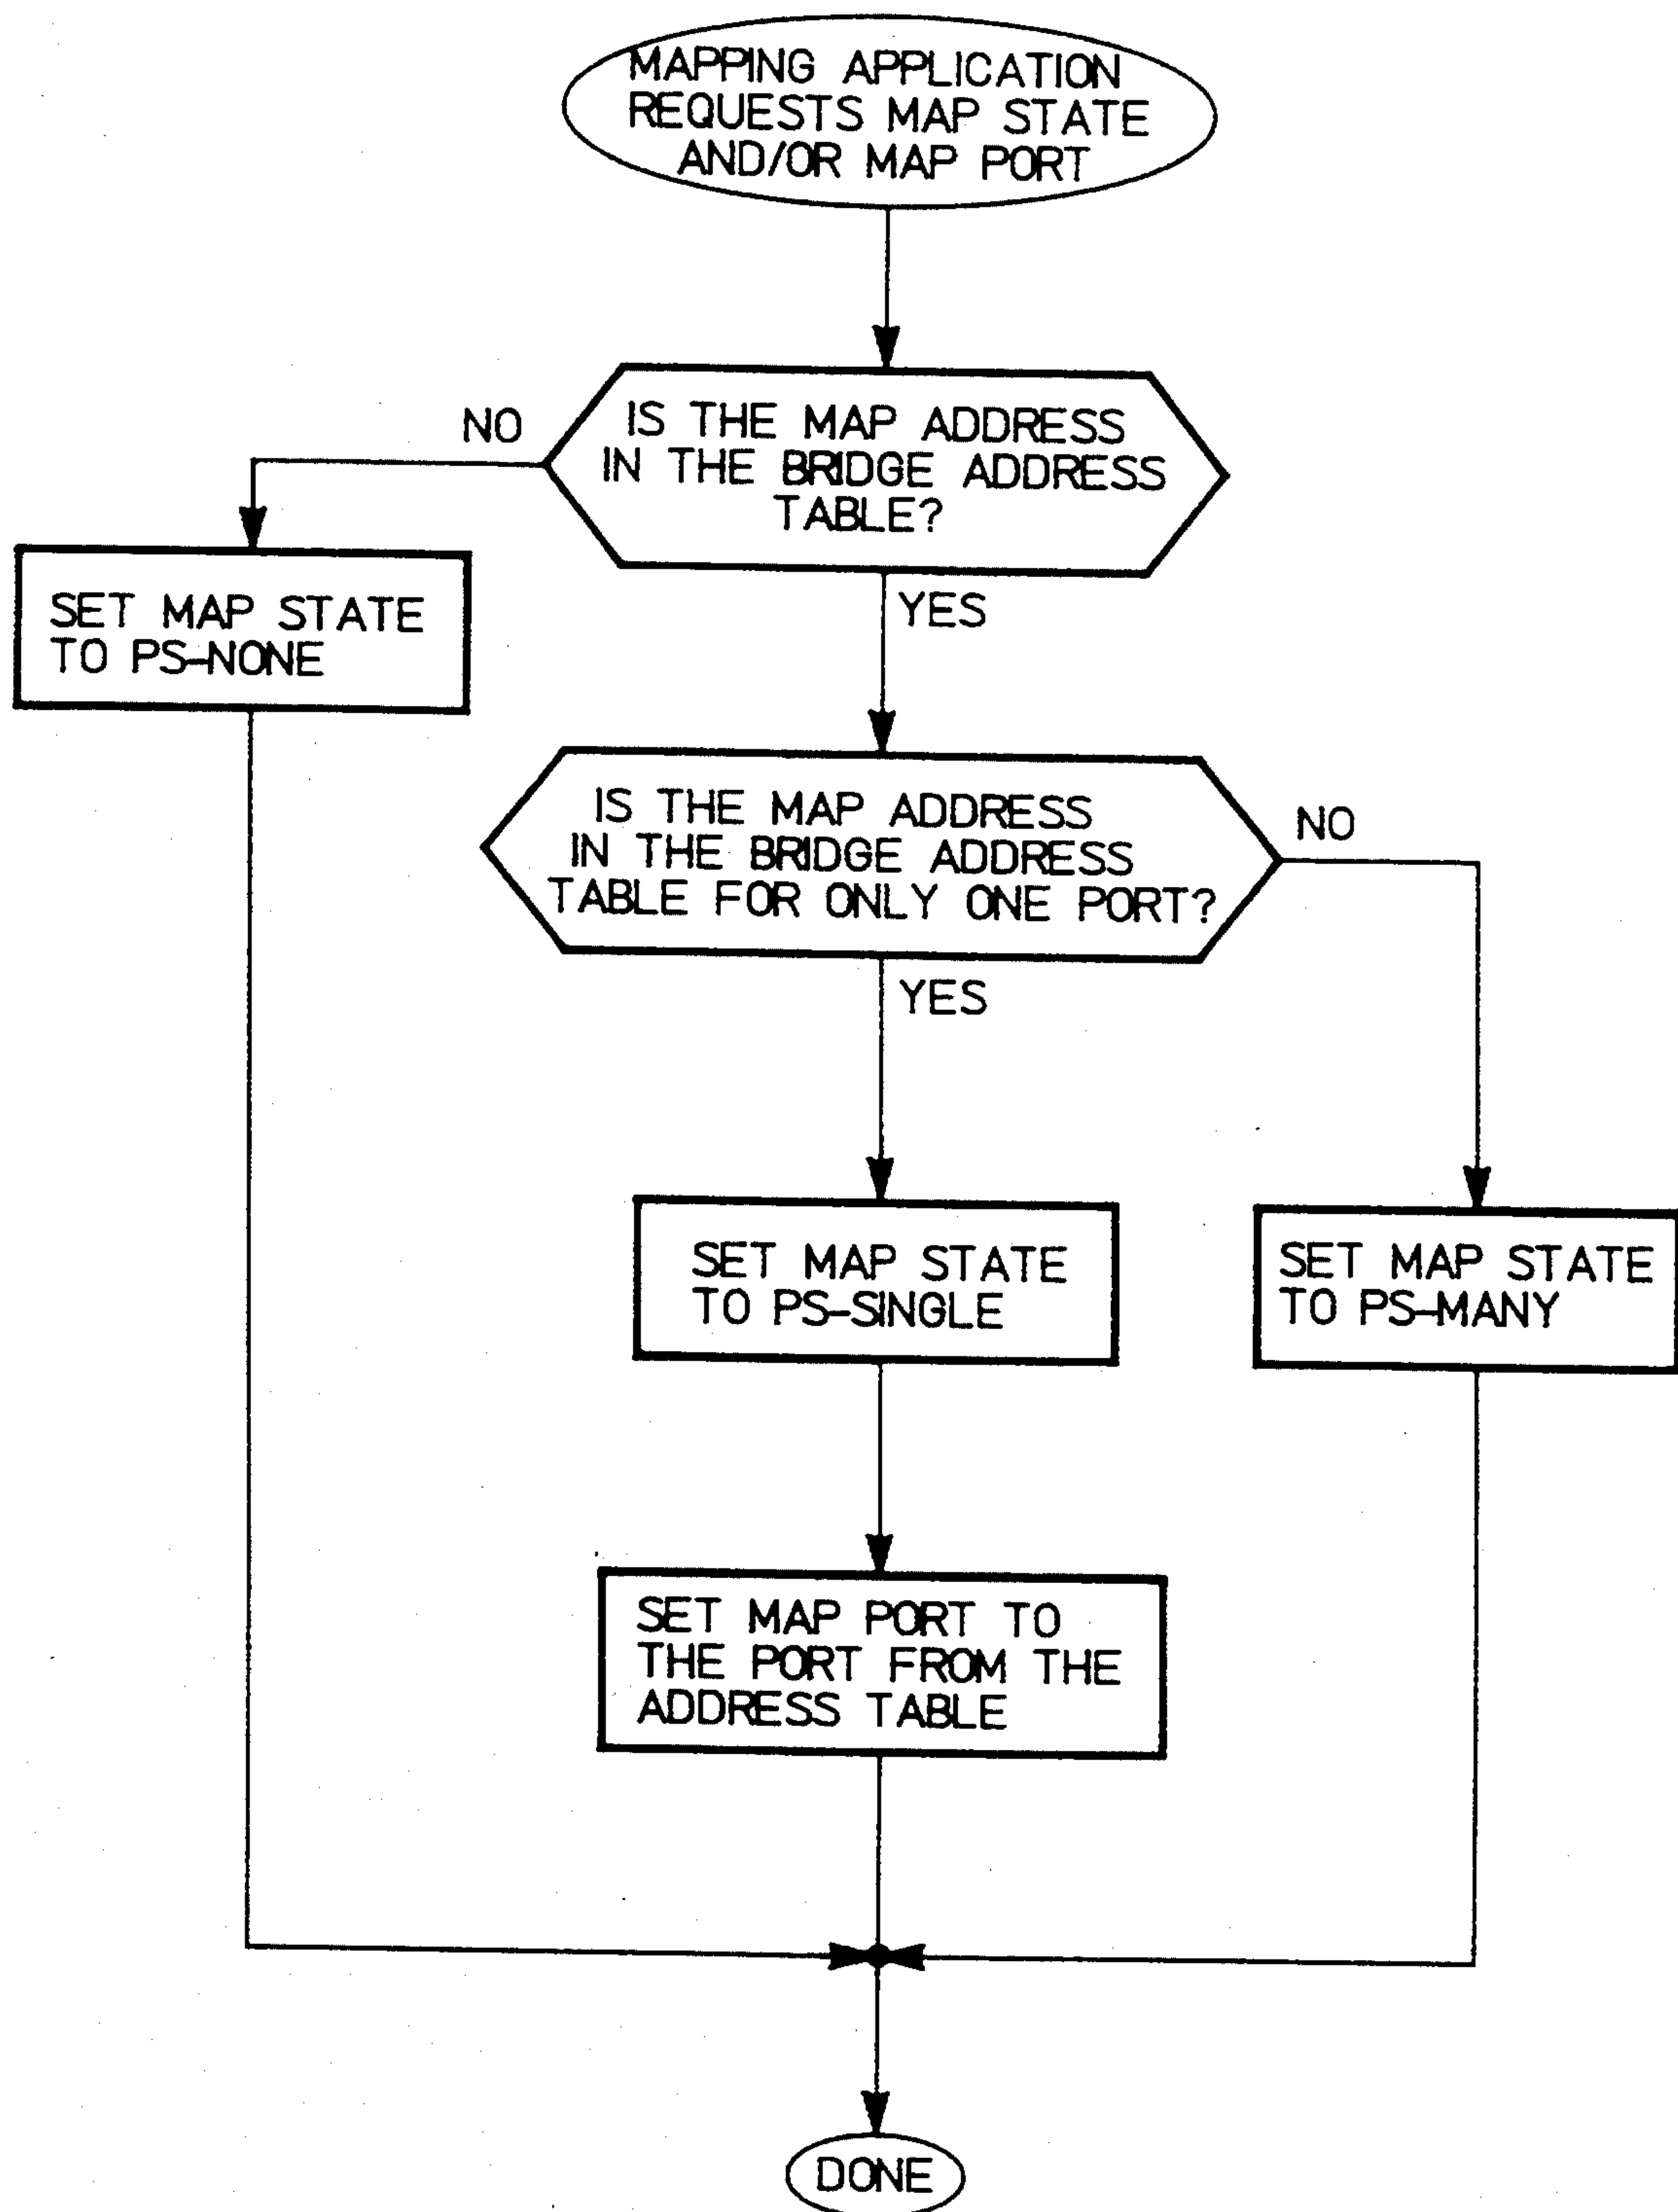 MAPPING APPLICATION
REQUESTS MAP STATE
AND/OR MAP PORT
NO
IS THE MAP ADDRESS
IN THE BRIDGE ADDRESS
TABLE?
SET MAP STATE
TO PS-NONE
YES
IS THE MAP ADDRESS
IN THE BRIDGE ADDRESS
TABLE FOR ONLY ONE PORT?
NO
YES
SET MAP STATE
TO PS-SINGLE
SET MAP STATE
TO PS-MANY
SET MAP PORT TO
THE PORT FROM THE
ADDRESS TABLE
DONE